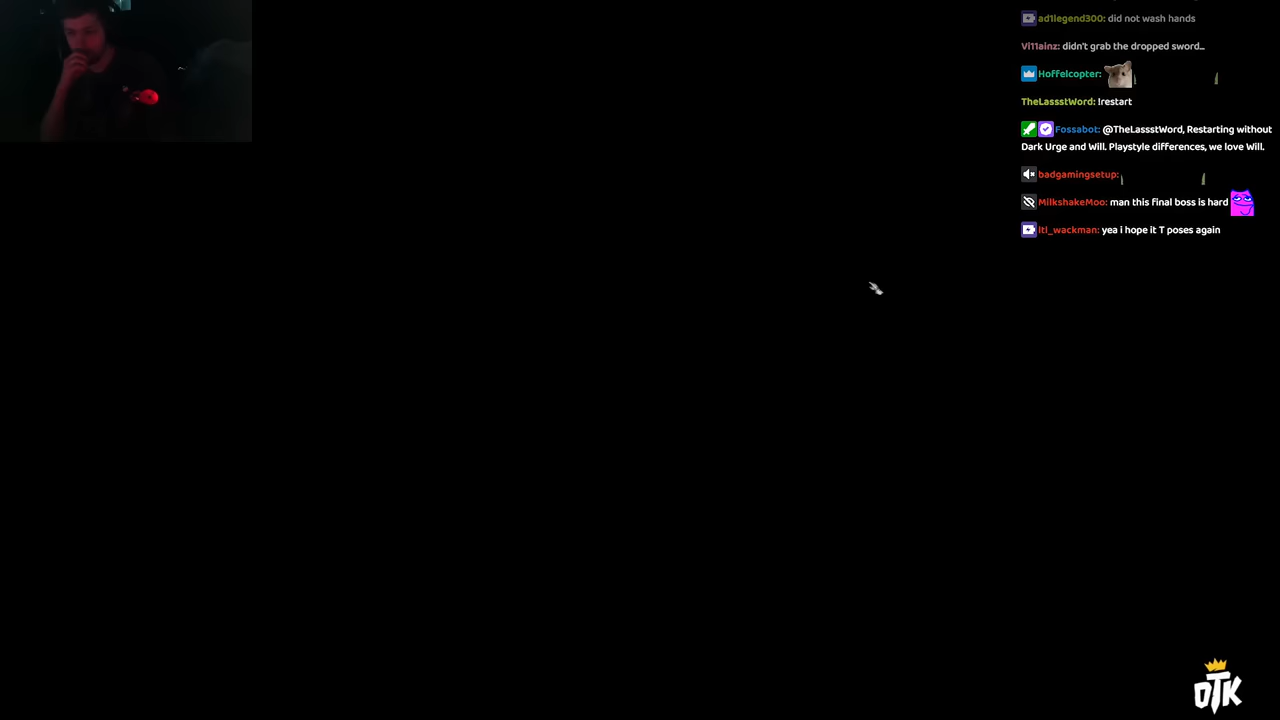 ad1legend300: did not wash hands
Vi11ainz: didn't grab the dropped sword...
Hoffelcopter:
TheLassstWord: !restart
Fossabot: @TheLassstWord, Restarting without
Dark Urge and Will. Playstyle differences, we love Will.
badgamingsetup:
MilkshakeMoo: man this final boss is hard
ltl_wackman: yea i hope it T poses again
OTK